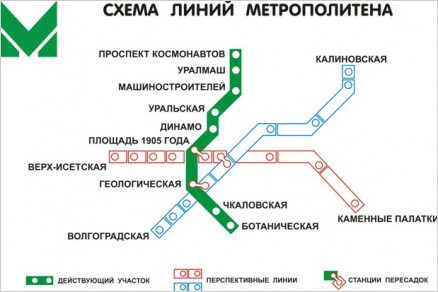 СХЕМА ЛИНИЙ МЕТРОПОЛИТЕНА
ПРОСПЕКТ КОСМОНАВТОВ
КАЛИНОВСКАЯ
УРАЛМАШ
МАШИНОСТРОИТЕЛЕЙ
УРАЛЬСКАЯ
ДИНАМО
ПЛОЩАДЬ 1905 ГОДА
ВЕРХ-ИСЕТСКАЯ
ГЕОЛОГИЧЕСКАЯ
ЧКАЛОВСКАЯ
КАМЕННЫЕ ПАЛАТКИ
БОТАНИЧЕСКАЯ
ВОЛГОГРАДСКАЯ
ДЕЙСТВУЮЩИЙ УЧАСТОК
ПЕРСПЕКТИВНЫЕ ЛИНИИ
СТАНЦИИ ПЕРЕСАДОК